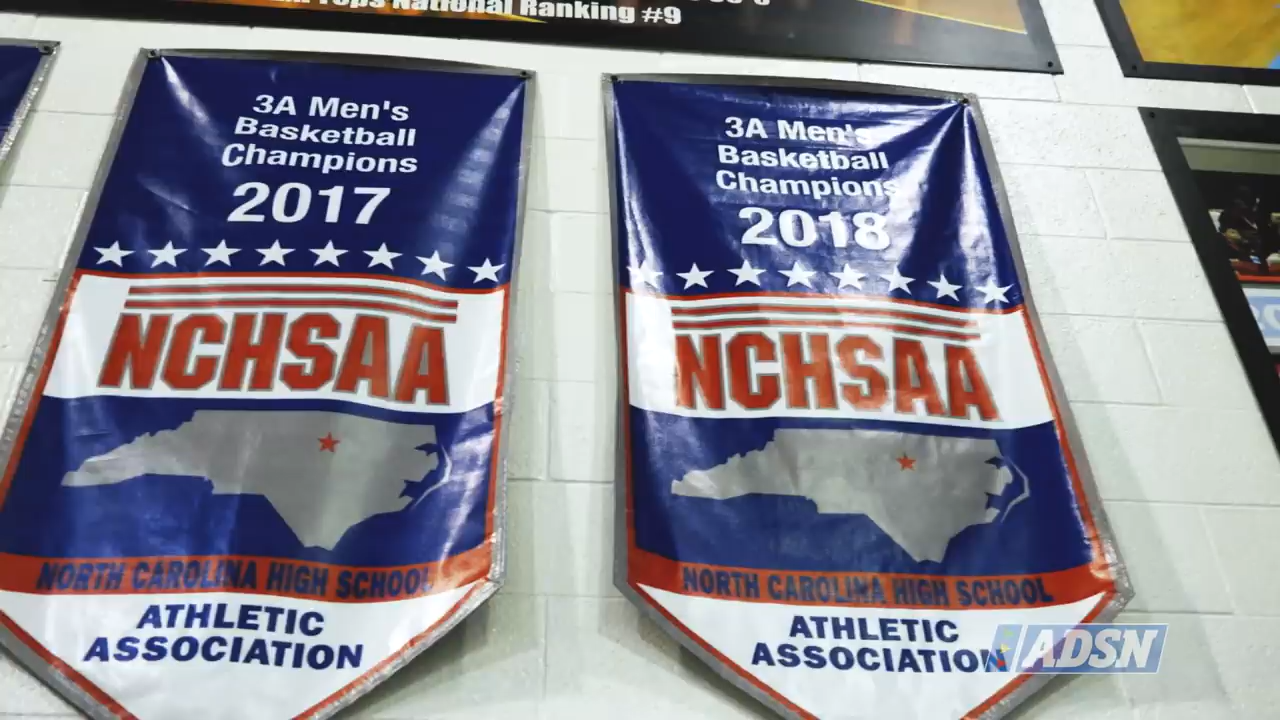 National Ranking #9
3A Men's
Basketball
Champions
2017
NCHSAA
NORTH CAROLINA HIGH SCHOOL
ATHLETIC
ASSOCIATION
3A Men's
Basketball
Champions
2018
NCHSAA
NORTH CAROLINA HIGH SCHOOL
ATHLETIC
ASSOCIATION
ADSN